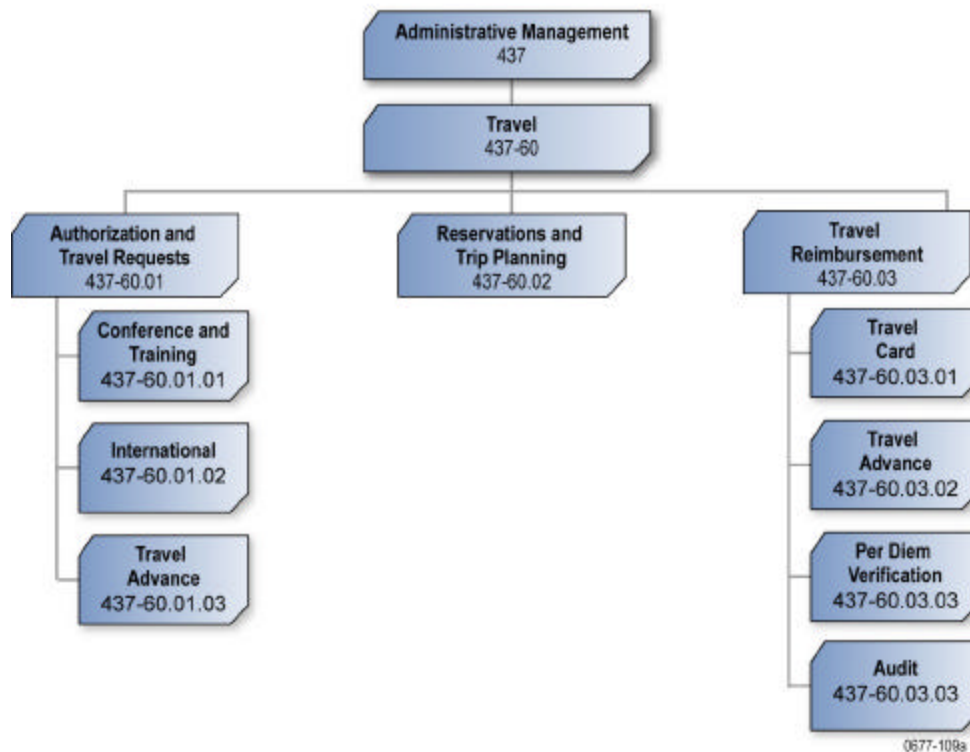 Administrative Management
437
Travel
437-60
Authorization and
Travel Requests
437-60.01
Reservations and
Trip Planning
437-60.02
Travel
Reimbursement
437-60.03
Conference and
Training
437-60.01.01
International
437-60.01.02
Travel
Advance
437-60.01.03
Travel
Card
437-60.03.01
Travel
Advance
437-60.03.02
Per Diem
Verification
437-60.03.03
Audit
437-60.03.03
0677-109a